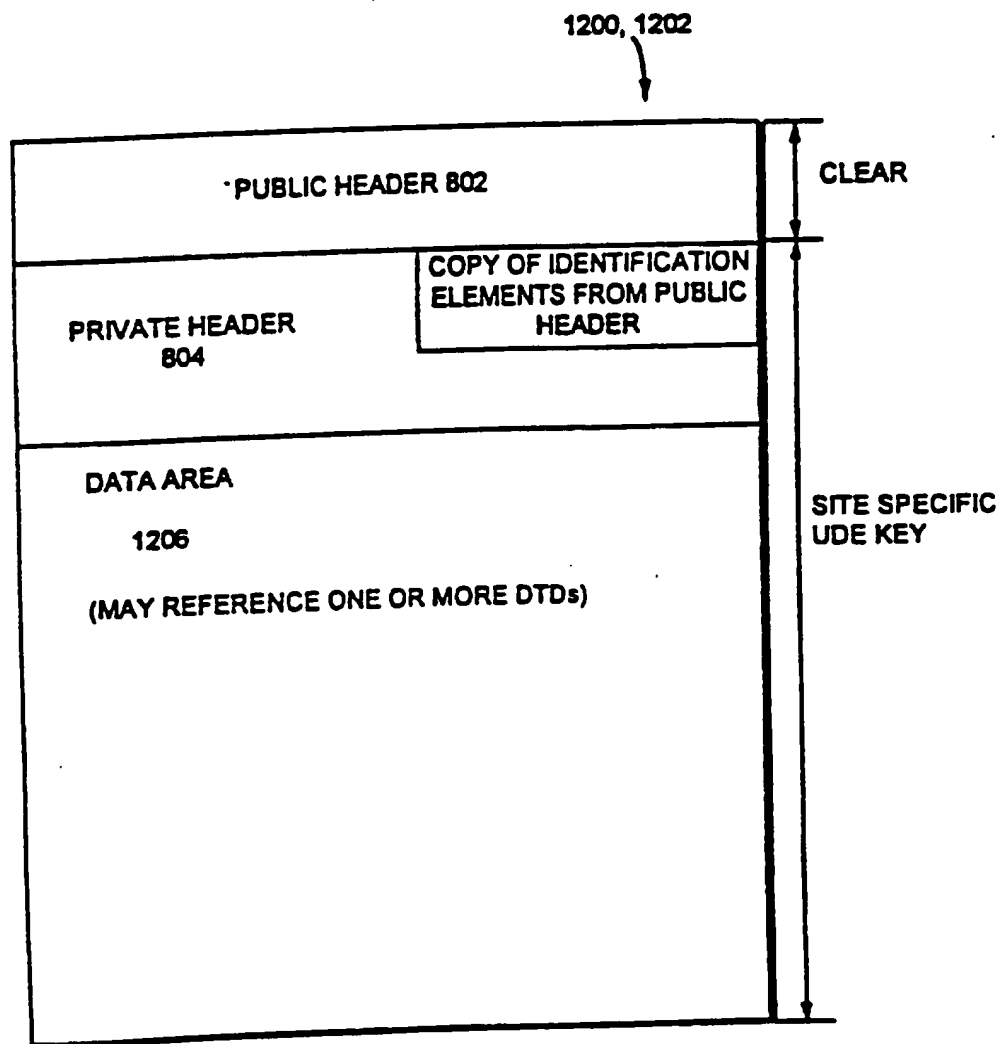 1200, 1202
PUBLIC HEADER 802
CLEAR
COPY OF IDENTIFICATION
ELEMENTS FROM PUBLIC
HEADER
PRIVATE HEADER
804
DATA AREA
1206
(MAY REFERENCE ONE OR MORE DTDs)
SITE SPECIFIC
UDE KEY